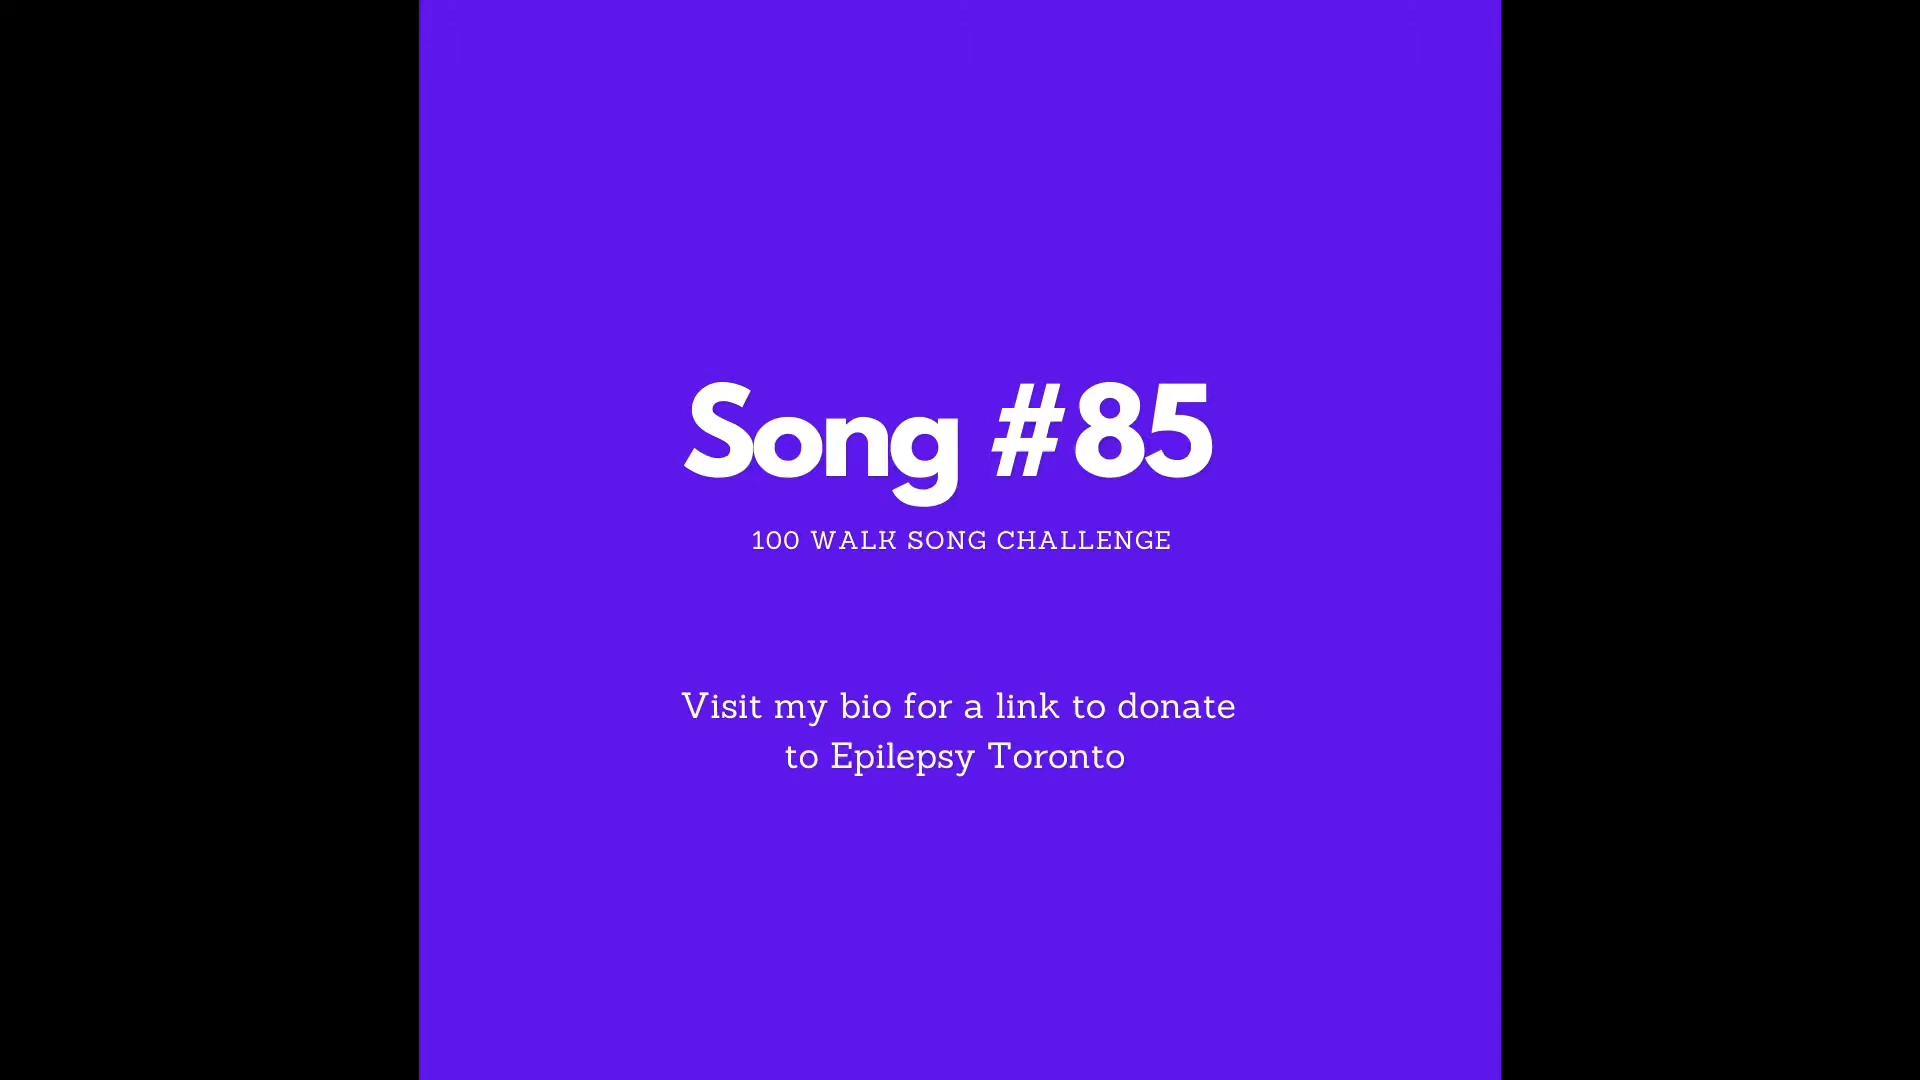 Song #85
100 WALK SONG CHALLENGE
Visit my bio for a link to donate
to Epilepsy Toronto